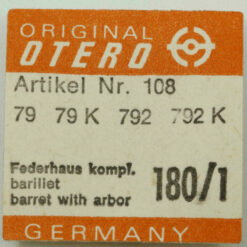 ORIGINAL
OTERO
Artikel Nr. 108
79 79 K 792 792 K
Federhaus kompl.
barillet
barret with arbor
180/1
GERMANY